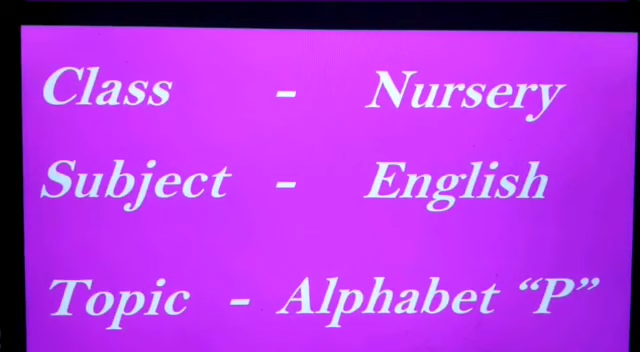 Class - Nursery
Subject - English
Topic - Alphabet “P”